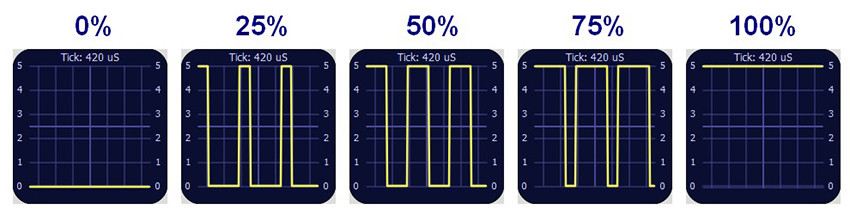 0% 25% 50% 75% 100%
Tick: 420 uS Tick: 420 uS Tick: 420 uS Tick: 420 uS Tick: 420 uS
5 5 5 5 5 5 5 5 5 5
4 4 4 4 4 4 4 4 4 4
3 3 3 3 3 3 3 3 3 3
2 2 2 2 2 2 2 2 2 2
1 1 1 1 1 1 1 1 1 1
0 0 0 0 0 0 0 0 0 0